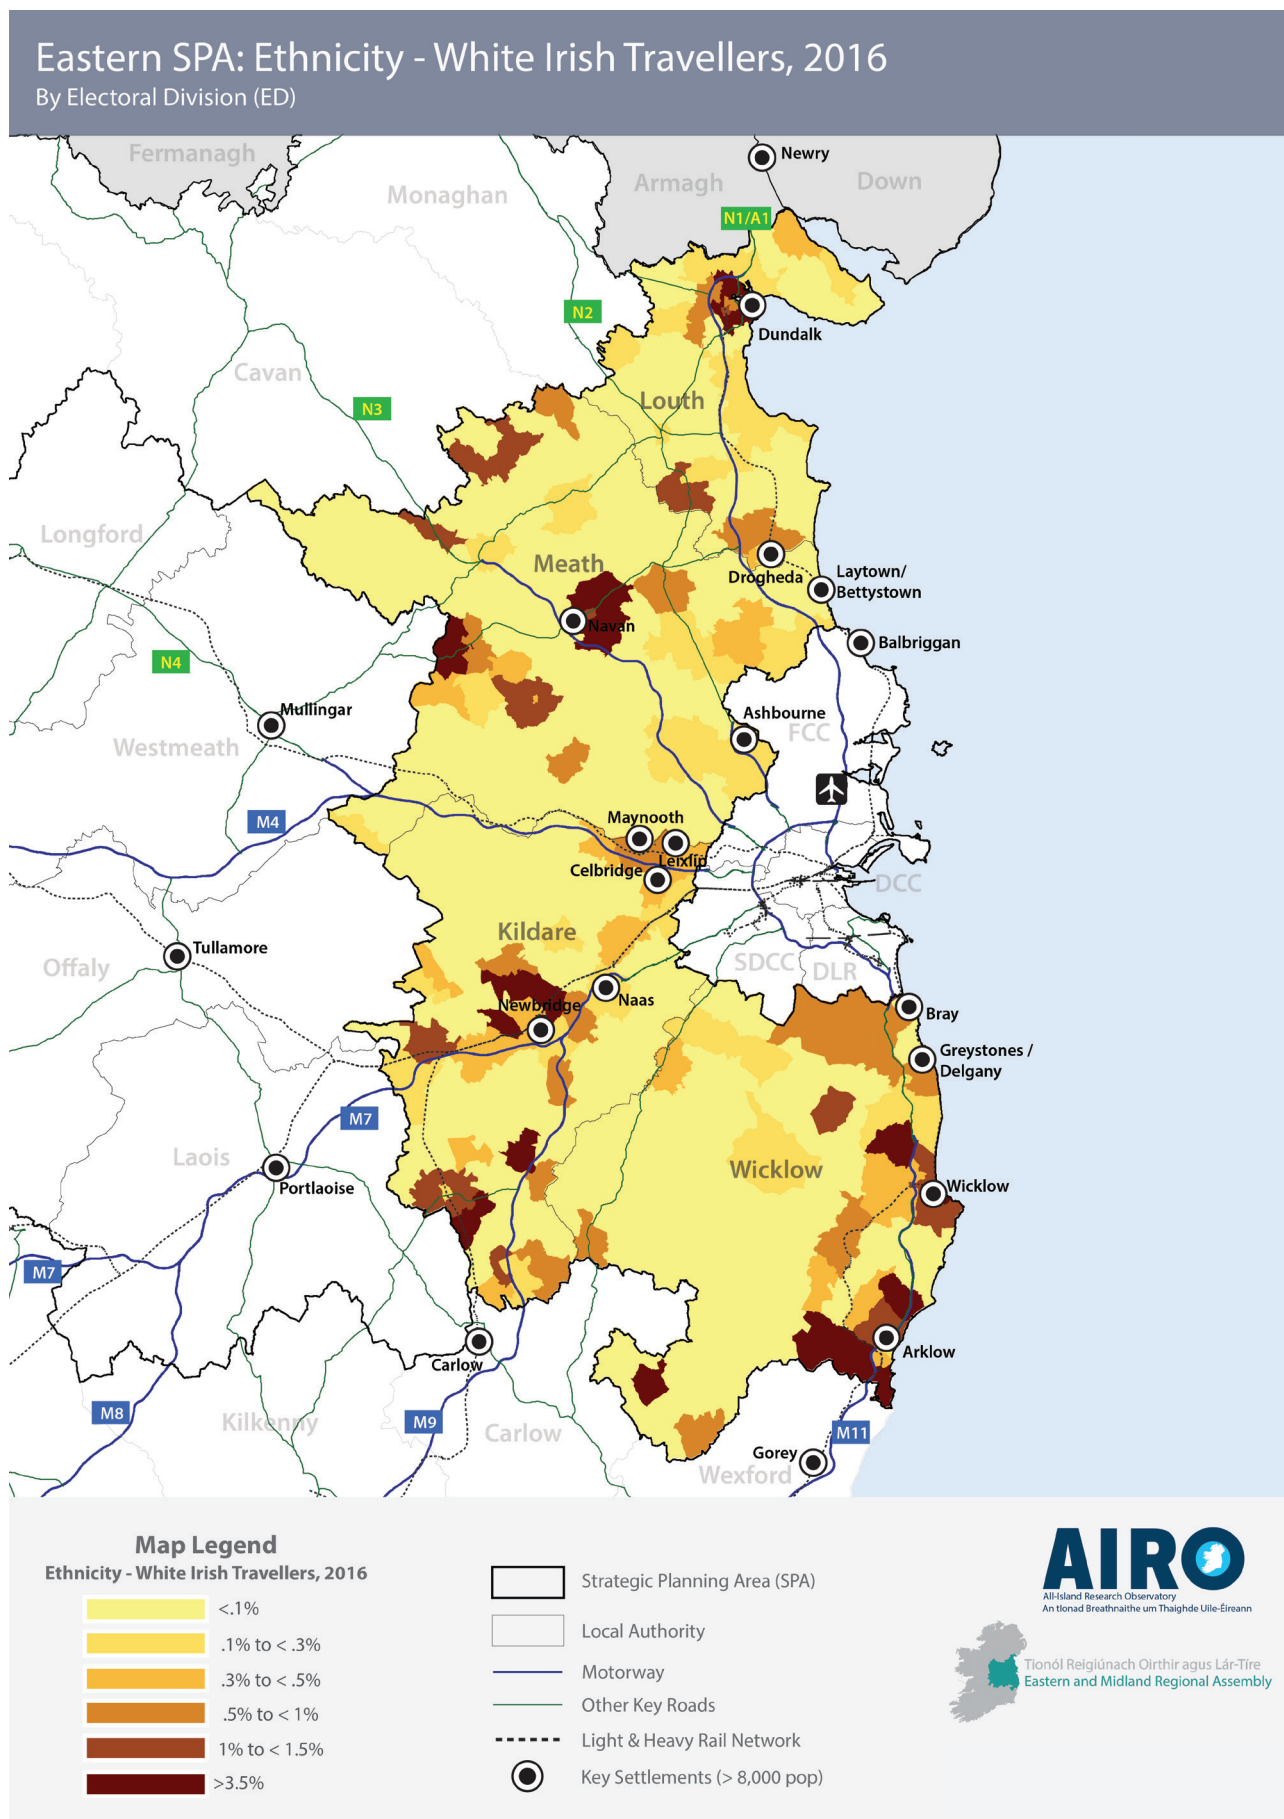 Eastern SPA: Ethnicity - White Irish Travellers, 2016
By Electoral Division (ED)
Fermanagh
Monaghan
Armagh
Newry
Down
N1/A1
N2
Dundalk
Cavan
N3
Louth
Longford
Meath
Drogheda
Laytown/
Bettystown
Navan
Balbriggan
N4
Mullingar
Ashbourne
FCC
Westmeath
M4
Maynooth
Leixlip
Celbridge
DCC
Kildare
Tullamore
Offaly
SDCC
DLR
Naas
Newbridge
Bray
Greystones /
Delgany
M7
Laois
Wicklow
Portlaoise
Wicklow
M7
Carlow
Arklow
M8
Kilkenny
M9
Carlow
M11
Gorey
Wexford
Map Legend
Ethnicity - White Irish Travellers, 2016
<.1%
.1% to < .3%
.3% to < .5%
.5% to < 1%
1% to < 1.5%
>3.5%
Strategic Planning Area (SPA)
Local Authority
Motorway
Other Key Roads
Light & Heavy Rail Network
Key Settlements (> 8,000 pop)
AIRO
All-Island Research Observatory
An tIonad Breathnaithe um Thaighde Uile-Éireann
Tionól Reigiúnach Oirthir agus Lár-Tíre
Eastern and Midland Regional Assembly